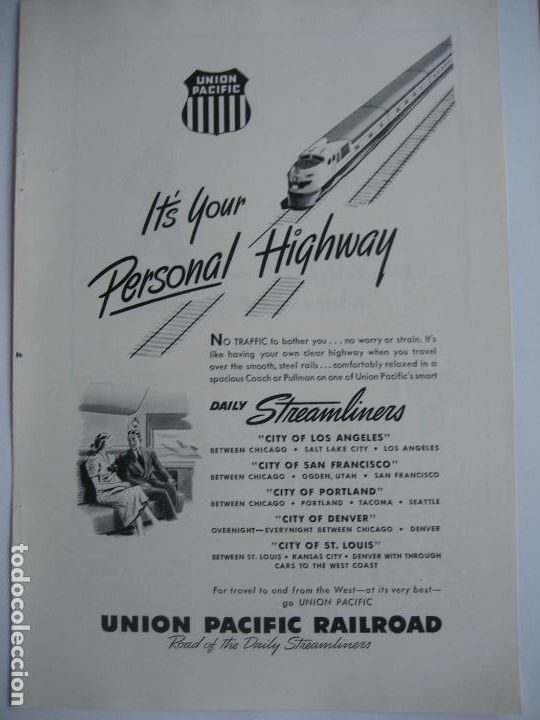 UNION
PACIFIC
It's Your
Personal Highway
NO TRAFFIC to bother you . . . no worry or strain. It's
like having your own clear highway when you travel
over the smooth, steel rails . . . comfortably relaxed in a
spacious Coach or Pullman on one of Union Pacific's smart
DAILY Streamliners
"CITY OF LOS ANGELES"
BETWEEN CHICAGO • SALT LAKE CITY • LOS ANGELES
"CITY OF SAN FRANCISCO"
BETWEEN CHICAGO • OGDEN, UTAH • SAN FRANCISCO
"CITY OF PORTLAND"
BETWEEN CHICAGO • PORTLAND • TACOMA • SEATTLE
"CITY OF DENVER"
OVERNIGHT—EVERYNIGHT BETWEEN CHICAGO • DENVER
"CITY OF ST. LOUIS"
BETWEEN ST. LOUIS • KANSAS CITY • DENVER WITH THROUGH
CARS TO THE WEST COAST
For travel to and from the West—at its very best—
go UNION PACIFIC
UNION PACIFIC RAILROAD
Road of the Daily Streamliners
todocoleccion.net